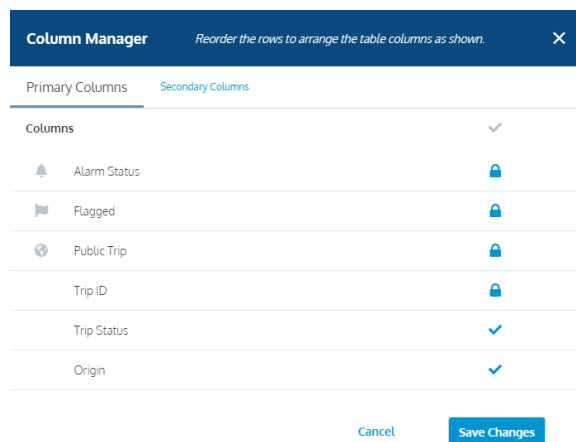 Column Manager Reorder the rows to arrange the table columns as shown.
Primary Columns Secondary Columns
Columns
Alarm Status
Flagged
Public Trip
Trip ID
Trip Status
Origin
Cancel Save Changes